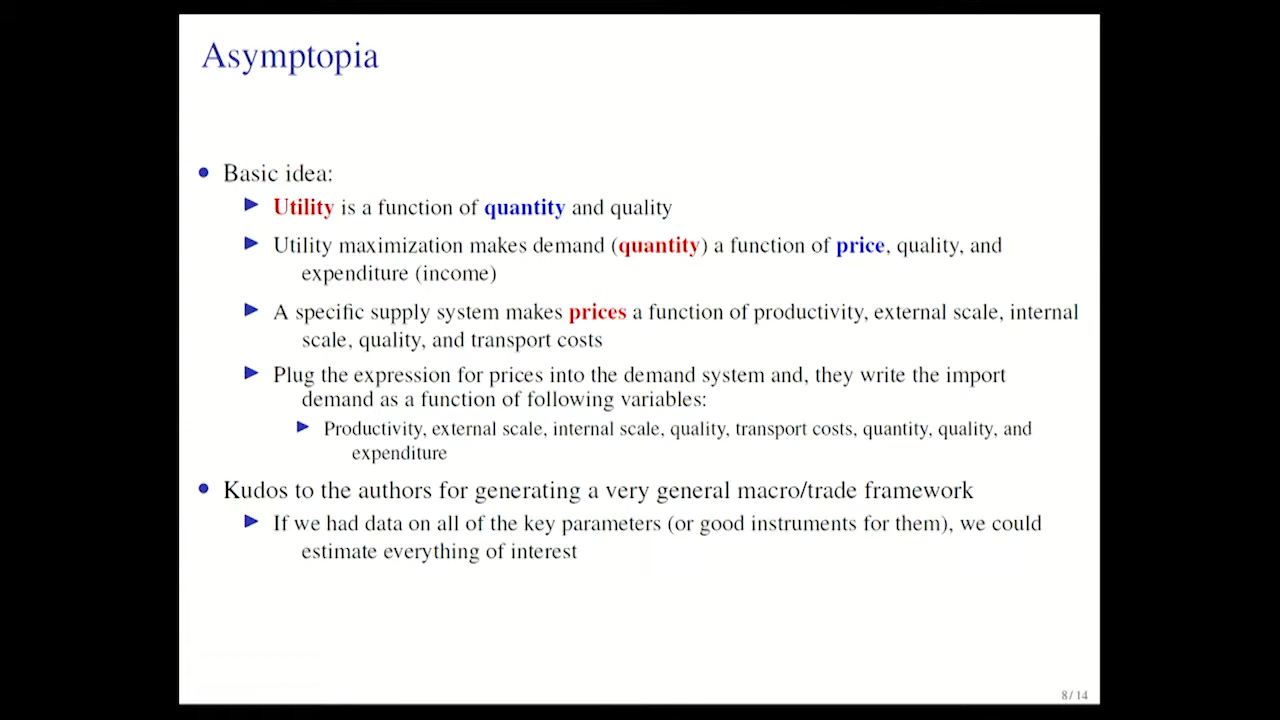 Asymptopia
• Basic idea:
▶ Utility is a function of quantity and quality
▶ Utility maximization makes demand (quantity) a function of price, quality, and
expenditure (income)
▶ A specific supply system makes prices a function of productivity, external scale, internal
scale, quality, and transport costs
▶ Plug the expression for prices into the demand system and, they write the import
demand as a function of following variables:
▶ Productivity, external scale, internal scale, quality, transport costs, quantity, quality, and
expenditure
• Kudos to the authors for generating a very general macro/trade framework
▶ If we had data on all of the key parameters (or good instruments for them), we could
estimate everything of interest
8 / 14